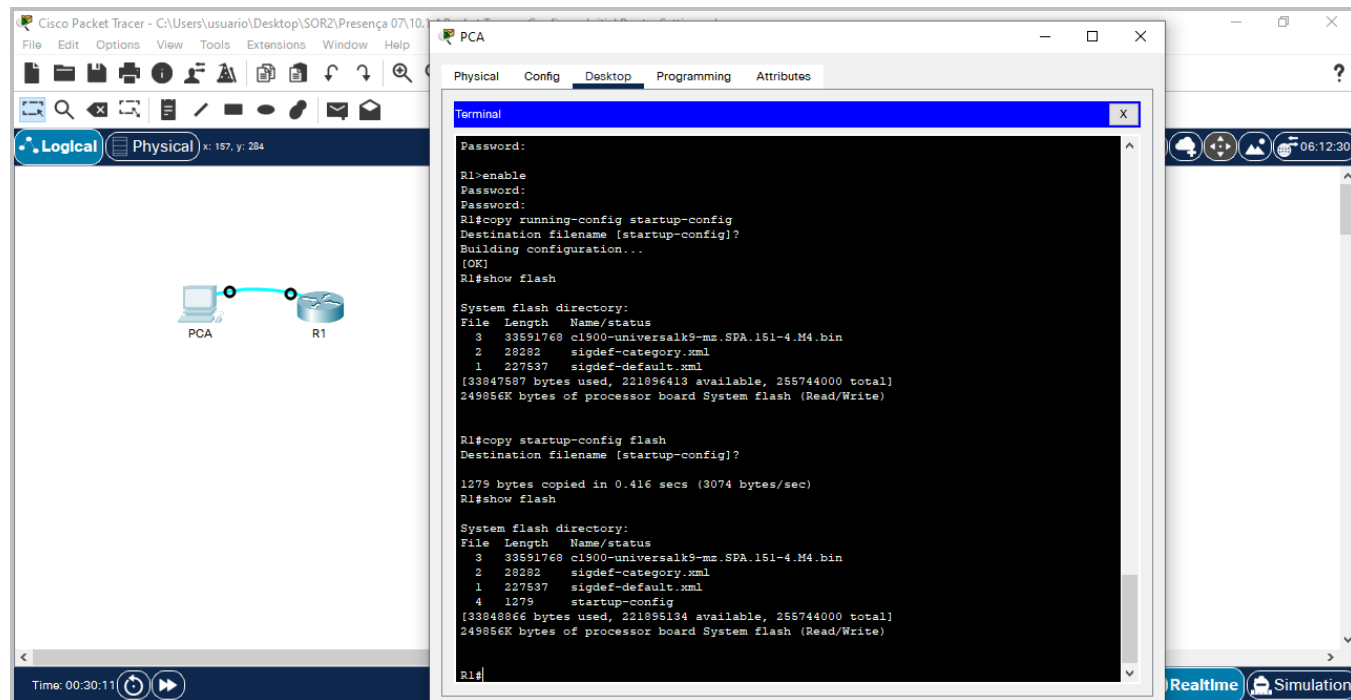 Cisco Packet Tracer - C:\Users\usuario\Desktop\SOR2\Presença 07\10.1
File Edit Options View Tools Extensions Window Help
Logical Physical x: 157, y: 284
06:12:30
PCA R1
Time: 00:30:11
Realtime Simulation
PCA
Physical Config Desktop Programming Attributes
Terminal X
Password:
R1>enable
Password:
Password:
R1#copy running-config startup-config
Destination filename [startup-config]?
Building configuration...
[OK]
R1#show flash
System flash directory:
File Length Name/status
3 33591768 c1900-universalk9-mz.SPA.151-4.M4.bin
2 28282 sigdef-category.xml
1 227537 sigdef-default.xml
[33847587 bytes used, 221896413 available, 255744000 total]
249856K bytes of processor board System flash (Read/Write)
R1#copy startup-config flash
Destination filename [startup-config]?
1279 bytes copied in 0.416 secs (3074 bytes/sec)
R1#show flash
System flash directory:
File Length Name/status
3 33591768 c1900-universalk9-mz.SPA.151-4.M4.bin
2 28282 sigdef-category.xml
1 227537 sigdef-default.xml
4 1279 startup-config
[33848866 bytes used, 221895134 available, 255744000 total]
249856K bytes of processor board System flash (Read/Write)
R1#